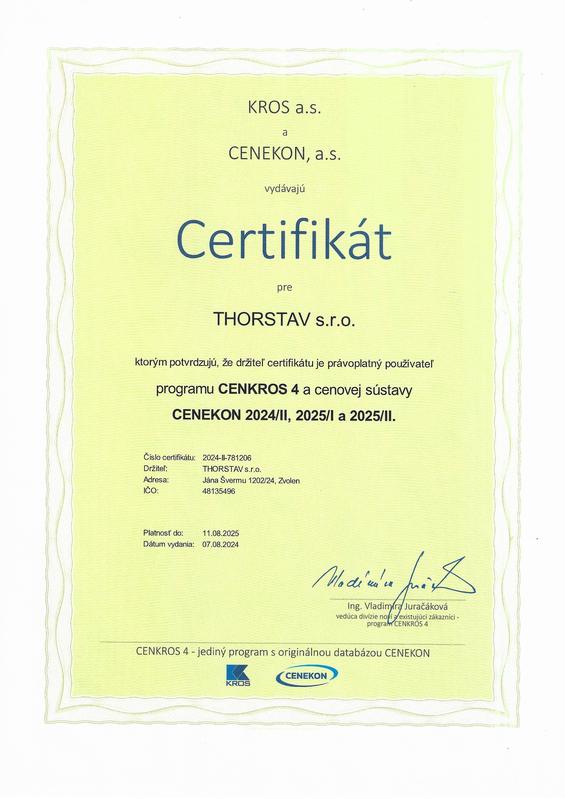 KROS a.s.
a
CENEKON, a.s.
vydávajú
Certifikát
pre
THORSTAV s.r.o.
ktorým potvrdzujú, že držiteľ certifikátu je právoplatný používateľ
programu CENKROS 4 a cenovej sústavy
CENEKON 2024/II, 2025/I a 2025/II.
Číslo certifikátu: 2024-II-781206
Držiteľ: THORSTAV s.r.o.
Adresa: Jána Švermu 1202/24, Zvolen
IČO: 48135496
Platnosť do: 11.08.2025
Dátum vydania: 07.08.2024
Ing. Vladimíra Juračáková
vedúca divízie noví a existujúci zákazníci -
program CENKROS 4
CENKROS 4 - jediný program s originálnou databázou CENEKON
KROS
CENEKON